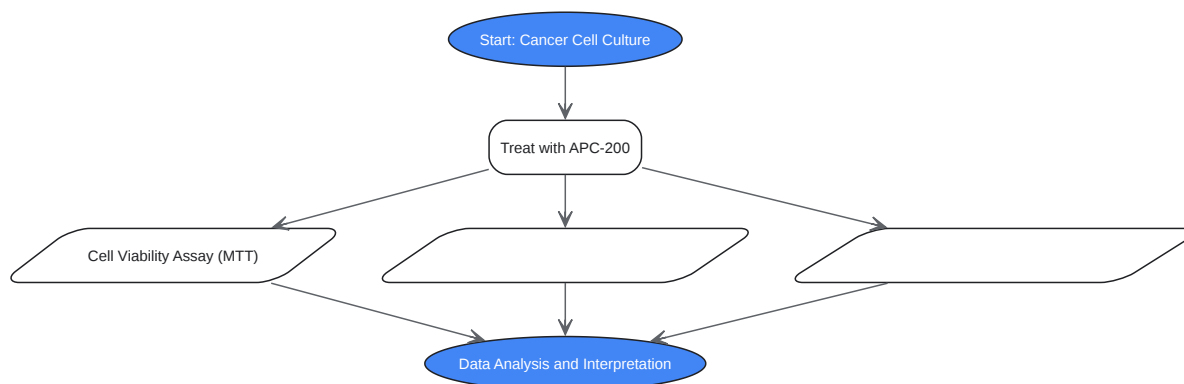 Start: Cancer Cell Culture
Treat with APC-200
Cell Viability Assay (MTT)
Data Analysis and Interpretation